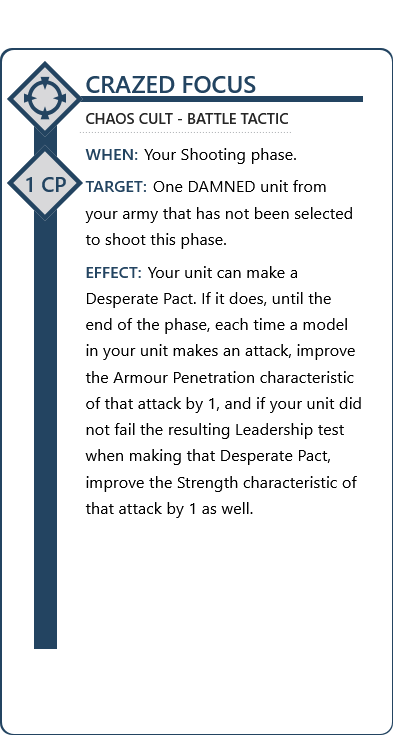 CRAZED FOCUS
CHAOS CULT - BATTLE TACTIC
WHEN: Your Shooting phase.
1 CP
TARGET: One DAMNED unit from
your army that has not been selected
to shoot this phase.
EFFECT: Your unit can make a
Desperate Pact. If it does, until the
end of the phase, each time a model
in your unit makes an attack, improve
the Armour Penetration characteristic
of that attack by 1, and if your unit did
not fail the resulting Leadership test
when making that Desperate Pact,
improve the Strength characteristic of
that attack by 1 as well.